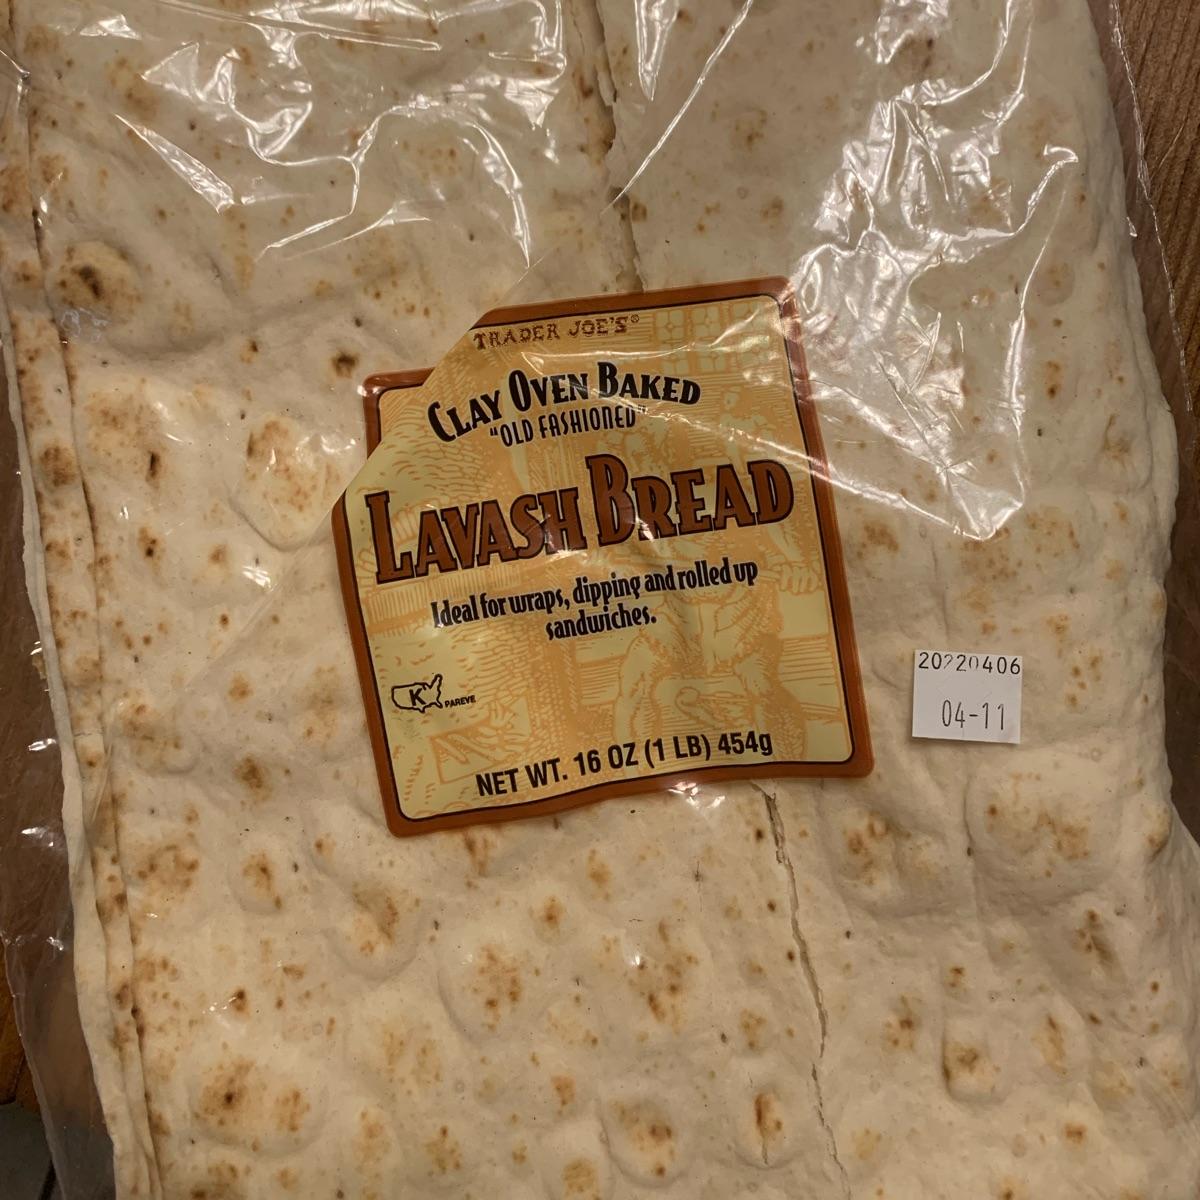 TRADER JOE'S®
CLAY OVEN BAKED
"OLD FASHIONED"
LAVASH BREAD
Ideal for wraps, dipping and rolled up
sandwiches.
K PAREVE
NET WT. 16 OZ (1 LB) 454g
20220406
04-11